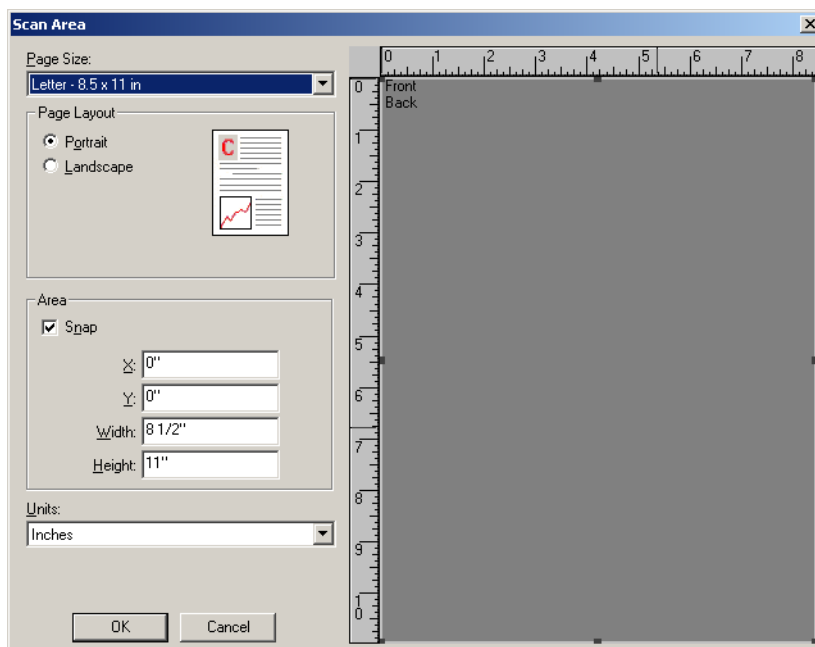 Scan Area
Page Size:
Letter - 8.5 x 11 in
Page Layout
Portrait
Landscape
C
Area
Snap
X: 0"
Y: 0"
Width: 8 1/2"
Height: 11"
Units:
Inches
OK Cancel
0 1 2 3 4 5 6 7 8
Front
Back
0
1
2
3
4
5
6
7
8
9
10